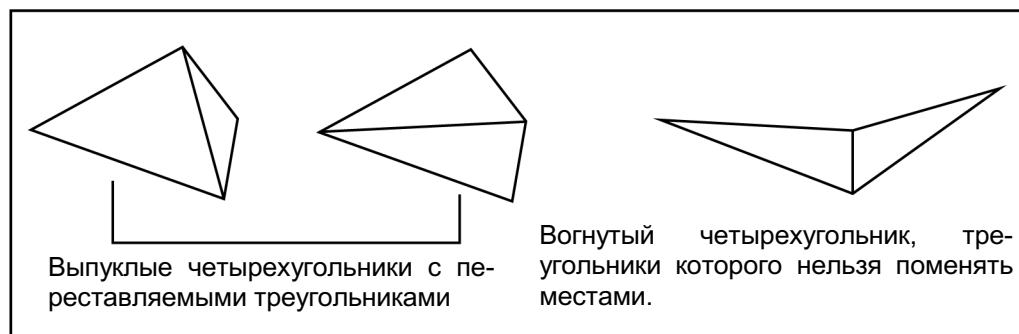 Выпуклые четырехугольники с пе-
реставляемыми треугольниками
Вогнутый четырехугольник, тре-
угольники которого нельзя поменять
местами.